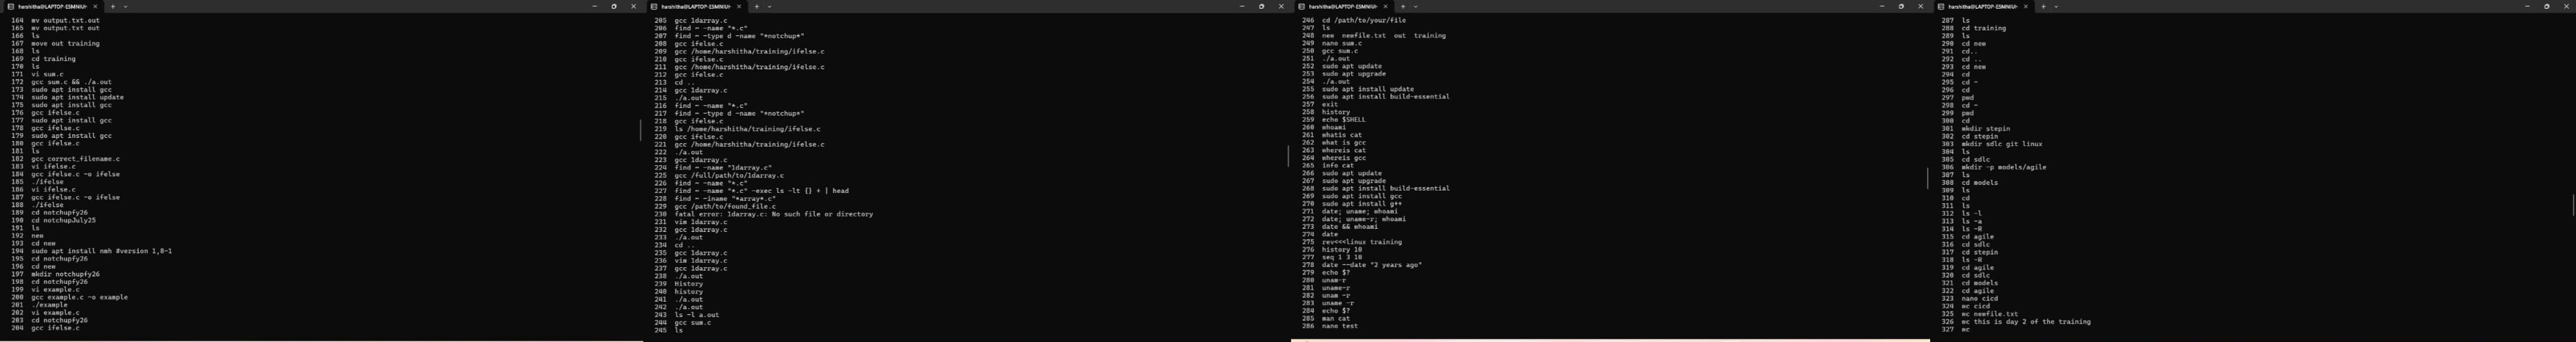 harshitha@LAPTOP-ESMNIU
164 mv output.txt.out
165 mv output.txt out
166 ls
167 move out training
168 ls
169 cd training
170 ls
171 vi sum.c
172 gcc sum.c && ./a.out
173 sudo apt install gcc
174 sudo apt install update
175 sudo apt install gcc
176 gcc ifelse.c
177 sudo apt install gcc
178 gcc ifelse.c
179 sudo apt install gcc
180 gcc ifelse.c
181 ls
182 gcc correct_filename.c
183 vi ifelse.c
184 gcc ifelse.c -o ifelse
185 ./ifelse
186 vi ifelse.c
187 gcc ifelse.c -o ifelse
188 ./ifelse
189 cd notchupfy26
190 cd notchupJuly25
191 ls
192 new
193 cd new
194 sudo apt install nmh #version 1,8-1
195 cd notchupfy26
196 cd new
197 mkdir notchupfy26
198 cd notchupfy26
199 vi example.c
200 gcc example.c -o example
201 ./example
202 vi example.c
203 cd notchupfy26
204 gcc ifelse.c
harshitha@LAPTOP-ESMNIU
205 gcc 1darray.c
206 find ~ -name "*.c"
207 find ~ -type d -name "*notchup*"
208 gcc ifelse.c
209 gcc /home/harshitha/training/ifelse.c
210 gcc ifelse.c
211 gcc /home/harshitha/training/ifelse.c
212 gcc ifelse.c
213 cd ..
214 gcc 1darray.c
215 ./a.out
216 find ~ -name "*.c"
217 find ~ -type d -name "*notchup*"
218 gcc ifelse.c
219 ls /home/harshitha/training/ifelse.c
220 gcc ifelse.c
221 gcc /home/harshitha/training/ifelse.c
222 ./a.out
223 gcc 1darray.c
224 find ~ -name "1darray.c"
225 gcc /full/path/to/1darray.c
226 find ~ -name "*.c"
227 find ~ -name "*.c" -exec ls -lt {} + | head
228 find ~ -iname "*array*.c"
229 gcc /path/to/found_file.c
230 fatal error: 1darray.c: No such file or directory
231 vim 1darray.c
232 gcc 1darray.c
233 ./a.out
234 cd ..
235 gcc 1darray.c
236 vim 1darray.c
237 gcc 1darray.c
238 ./a.out
239 History
240 history
241 ./a.out
242 ./a.out
243 ls -l a.out
244 gcc sum.c
245 ls
harshitha@LAPTOP-ESMNIU
246 cd /path/to/your/file
247 ls
248 new newfile.txt out training
249 nano sum.c
250 gcc sum.c
251 ./a.out
252 sudo apt update
253 sudo apt upgrade
254 ./a.out
255 sudo apt install update
256 sudo apt install build-essential
257 exit
258 history
259 echo $SHELL
260 whoami
261 whatis cat
262 what is gcc
263 whereis cat
264 whereis gcc
265 info cat
266 sudo apt update
267 sudo apt upgrade
268 sudo apt install build-essential
269 sudo apt install gcc
270 sudo apt install g++
271 date; uname; whoami
272 date; uname-r; whoami
273 date && whoami
274 date
275 rev<<<linux training
276 history 10
277 seq 1 3 10
278 date --date "2 years ago"
279 echo $?
280 unam-r
281 uname-r
282 unam -r
283 uname -r
284 echo $?
285 man cat
286 nano test
harshitha@LAPTOP-ESMNIU
287 ls
288 cd training
289 ls
290 cd new
291 cd..
292 cd ..
293 cd new
294 cd
295 cd ~
296 cd
297 pwd
298 cd ~
299 pwd
300 cd
301 mkdir stepin
302 cd stepin
303 mkdir sdlc git linux
304 ls
305 cd sdlc
306 mkdir -p models/agile
307 ls
308 cd models
309 ls
310 cd
311 ls
312 ls -l
313 ls -a
314 ls -R
315 cd agile
316 cd sdlc
317 cd stepin
318 ls -R
319 cd agile
320 cd sdlc
321 cd models
322 cd agile
323 nano cicd
324 wc cicd
325 wc newfile.txt
326 wc this is day 2 of the training
327 wc